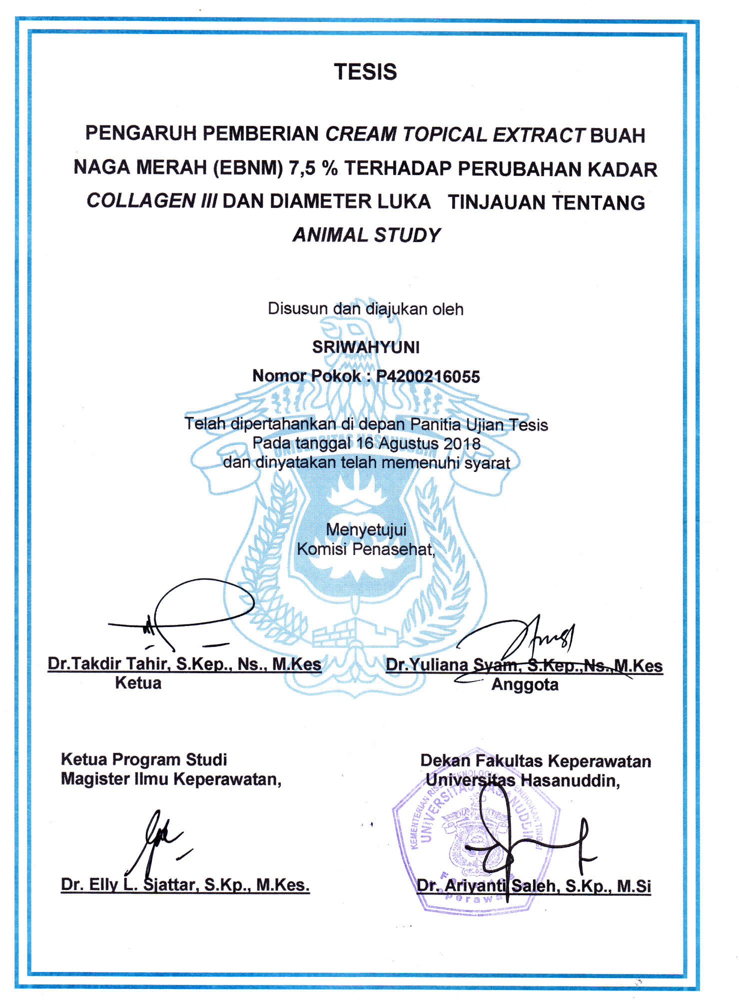 TESIS
PENGARUH PEMBERIAN CREAM TOPICAL EXTRACT BUAH
NAGA MERAH (EBNM) 7,5 % TERHADAP PERUBAHAN KADAR
COLLAGEN III DAN DIAMETER LUKA TINJAUAN TENTANG
ANIMAL STUDY
Disusun dan diajukan oleh
SRIWAHYUNI
Nomor Pokok : P4200216055
Telah dipertahankan di depan Panitia Ujian Tesis
Pada tanggal 16 Agustus 2018
UNIVERSITAS HASANUDDIN
dan dinyatakan telah memenuhi syarat
Menyetujui
Komisi Penasehat,
Dr.Takdir Tahir, S.Kep., Ns., M.Kes
Ketua
Dr.Yuliana Syam, S.Kep.,Ns.,M.Kes
Anggota
Ketua Program Studi
Magister Ilmu Keperawatan,
Dr. Elly L. Sjattar, S.Kp., M.Kes.
Dekan Fakultas Keperawatan
Universitas Hasanuddin,
UNIVERSITAS HASANUDDIN
Dr. Ariyanti Saleh, S.Kp., M.Si